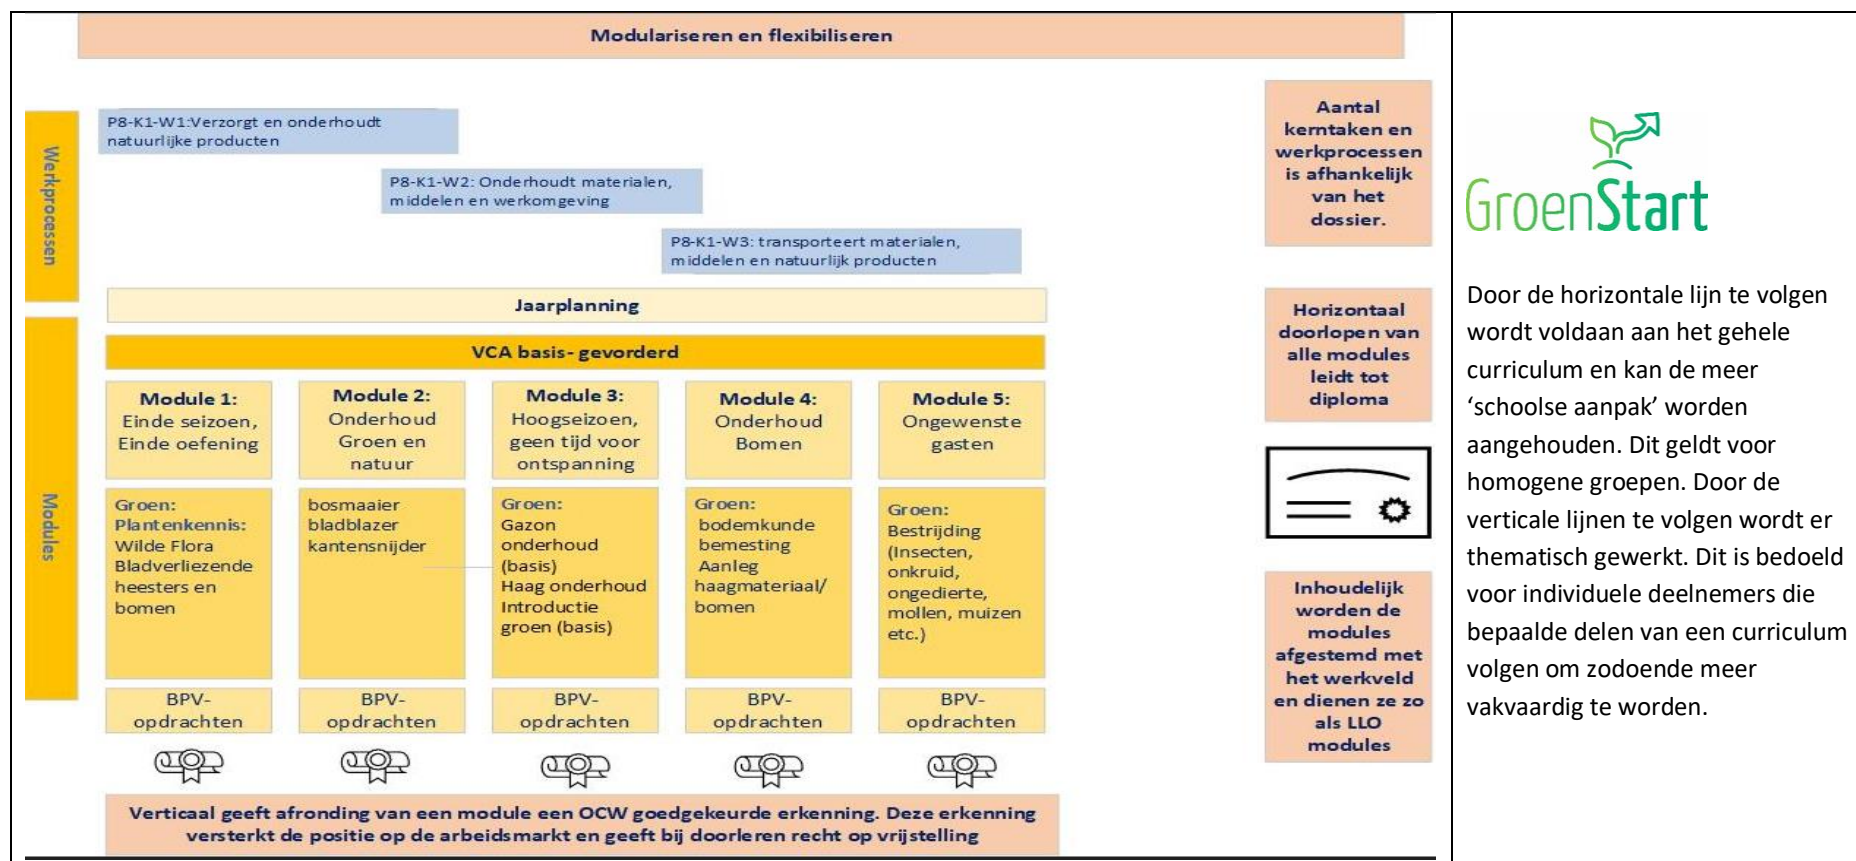 Modulariseren en flexibiliseren
Werkprocessen
P8-K1-W1:Verzorgt en onderhoudt
natuurlijke producten
P8-K1-W2: Onderhoudt materialen,
middelen en werkomgeving
P8-K1-W3: transporteert materialen,
middelen en natuurlijk producten
Jaarplanning
VCA basis- gevorderd
Modules
Module 1:
Einde seizoen,
Einde oefening
Module 2:
Onderhoud
Groen en
natuur
Module 3:
Hoogseizoen,
geen tijd voor
ontspanning
Module 4:
Onderhoud
Bomen
Module 5:
Ongewenste
gasten
Groen:
Plantenkennis:
Wilde Flora
Bladverliezende
heesters en
bomen
bosmaaier
bladblazer
kantensnijder
Groen:
Gazon
onderhoud
(basis)
Haag onderhoud
Introductie
groen (basis)
Groen:
bodemkunde
bemesting
Aanleg
haagmateriaal/
bomen
Groen:
Bestrijding
(Insecten,
onkruid,
ongedierte,
mollen, muizen
etc.)
BPV-
opdrachten
BPV-
opdrachten
BPV-
opdrachten
BPV-
opdrachten
BPV-
opdrachten
Verticaal geeft afronding van een module een OCW goedgekeurde erkenning. Deze erkenning
versterkt de positie op de arbeidsmarkt en geeft bij doorleren recht op vrijstelling
Aantal
kerntaken en
werkprocessen
is afhankelijk
van het
dossier.
Horizontaal
doorlopen van
alle modules
leidt tot
diploma
Inhoudelijk
worden de
modules
afgestemd met
het werkveld
en dienen ze zo
als LLO
modules
GroenStart
Door de horizontale lijn te volgen
wordt voldaan aan het gehele
curriculum en kan de meer
‘schoolse aanpak’ worden
aangehouden. Dit geldt voor
homogene groepen. Door de
verticale lijnen te volgen wordt er
thematisch gewerkt. Dit is bedoeld
voor individuele deelnemers die
bepaalde delen van een curriculum
volgen om zodoende meer
vakvaardig te worden.